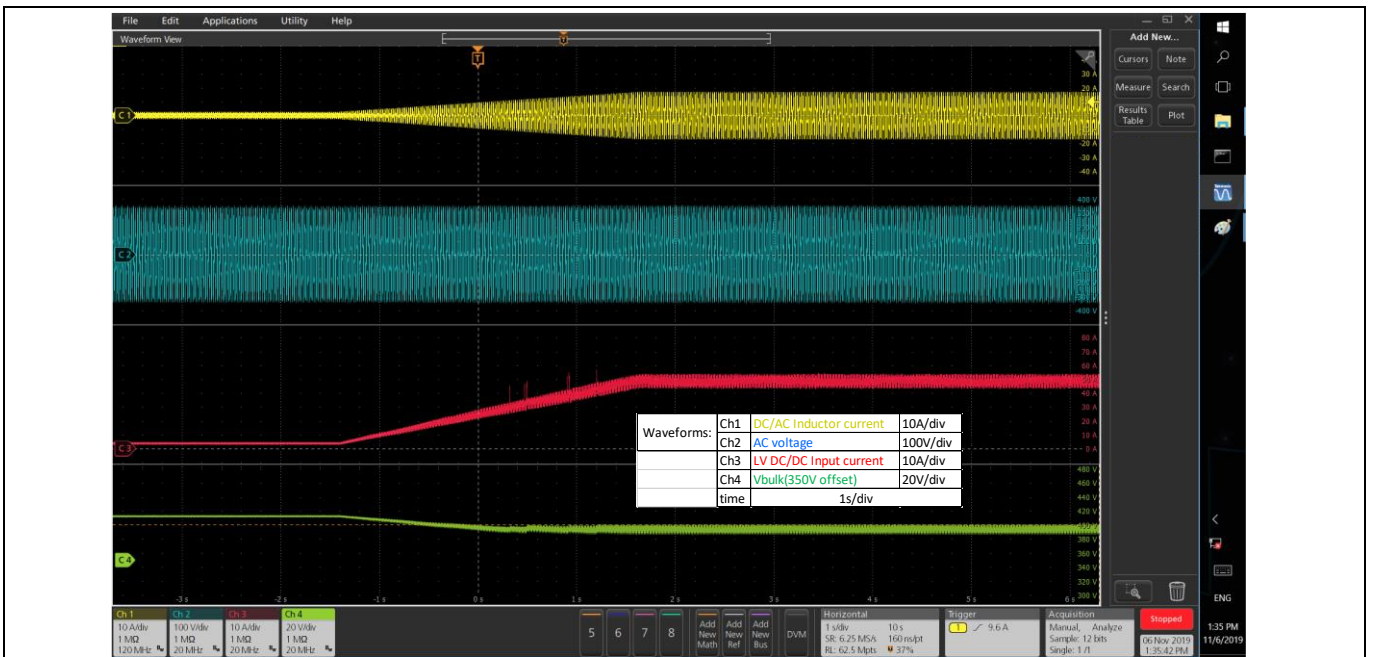 File Edit Applications Utility Help
Waveform View
T
T
Add New...
Cursors Note
Measure Search
Results Table Plot
C1
30 A
20 A
-20 A
-30 A
-40 A
C2
400 V
-400 V
C3
80 A
70 A
60 A
40 A
30 A
20 A
10 A
0 A
Waveforms: Ch1 DC/AC Inductor current 10A/div
Ch2 AC voltage 100V/div
Ch3 LV DC/DC Input current 10A/div
Ch4 Vbulk(350V offset) 20V/div
time 1s/div
C4
480 V
460 V
440 V
420 V
380 V
360 V
340 V
320 V
300 V
-3 s -2 s -1 s 0 s 1 s 2 s 3 s 4 s 5 s 6 s
Ch 1
10 A/div
1 MΩ
120 MHz
Ch 2
100 V/div
1 MΩ
20 MHz
Ch 3
10 A/div
1 MΩ
20 MHz
Ch 4
20 V/div
1 MΩ
20 MHz
5 6 7 8
Add New Math
Add New Ref
Add New Bus
DVM
Horizontal
1 s/div 10 s
SR: 6.25 MS/s 160 ns/pt
RL: 62.5 Mpts 37%
Trigger
1 9.6 A
Acquisition
Manual, Analyze
Sample: 12 bits
Single: 1 /1
Stopped
06 Nov 2019
1:35:42 PM
ENG
1:35 PM
11/6/2019